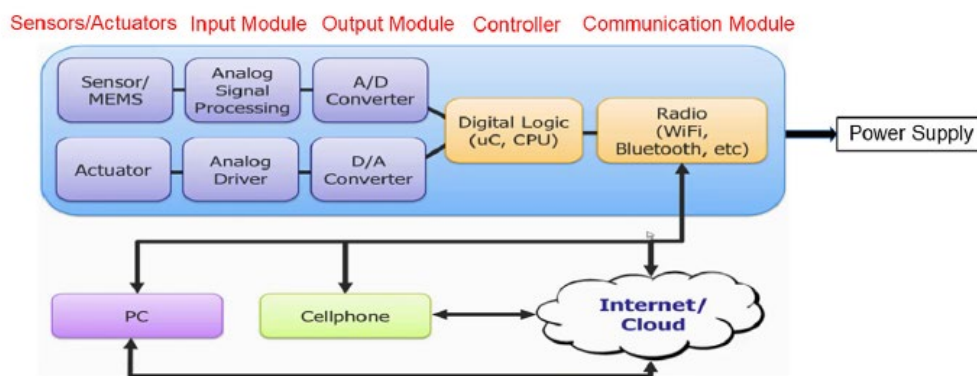 Sensors/Actuators Input Module Output Module Controller Communication Module
Sensor/
MEMS
Analog
Signal
Processing
A/D
Converter
Actuator
Analog
Driver
D/A
Converter
Digital Logic
(uC, CPU)
Radio
(WiFi,
Bluetooth, etc)
Power Supply
PC
Cellphone
Internet/
Cloud